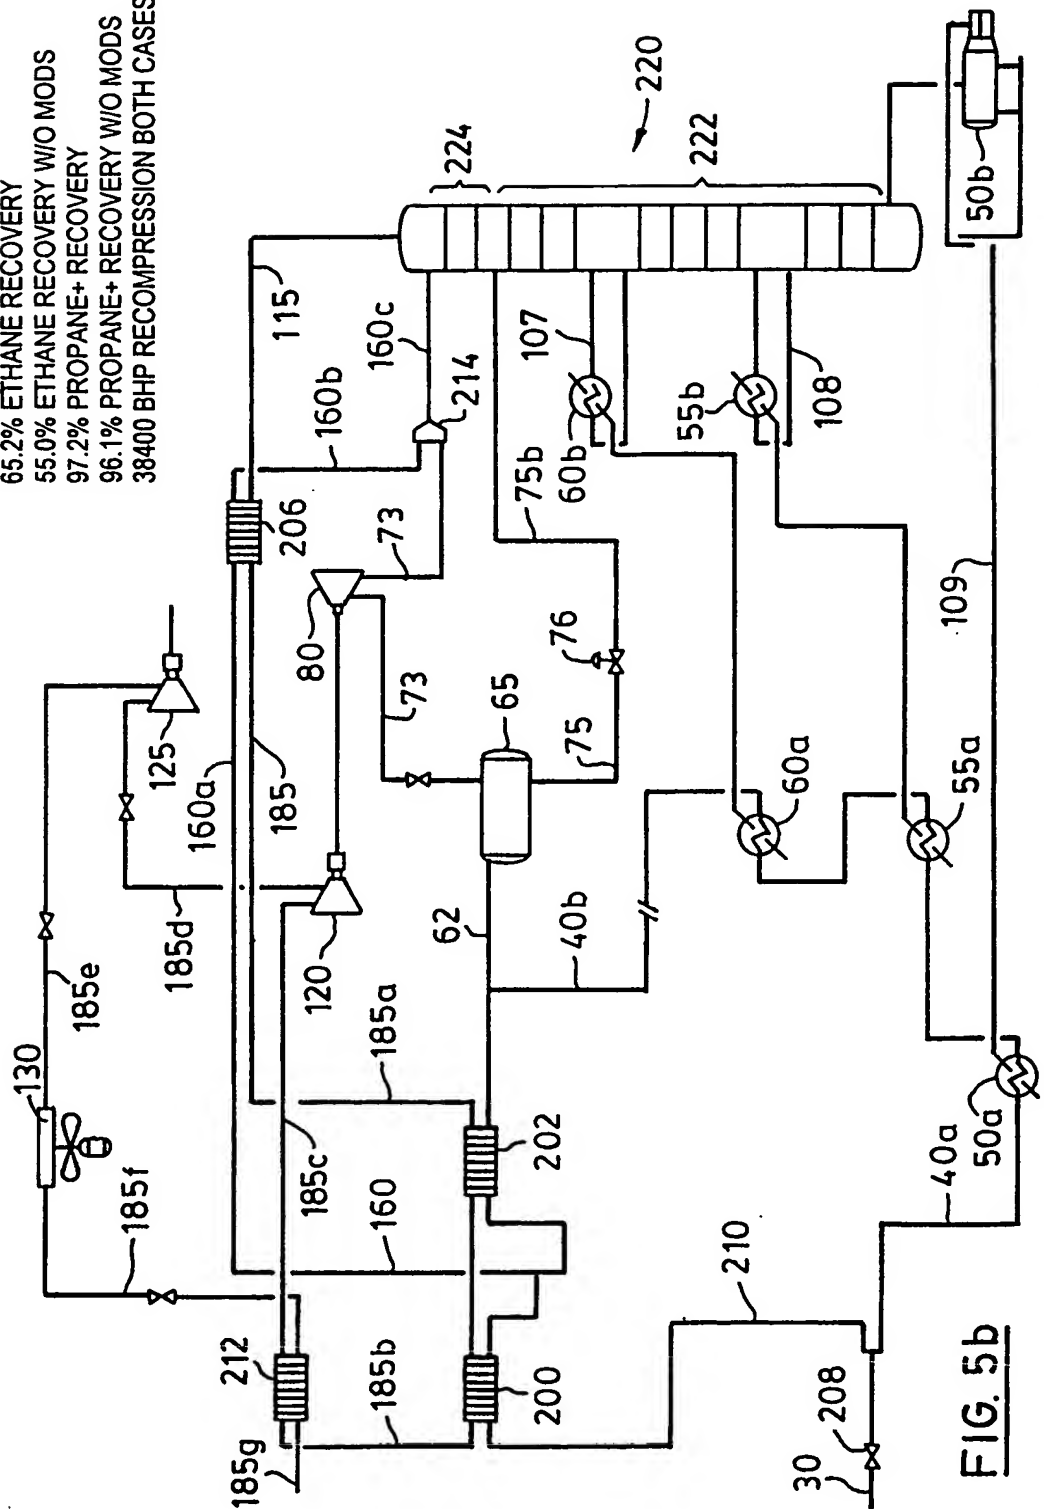 65.2% ETHANE RECOVERY
55.0% ETHANE RECOVERY W/O MODS
97.2% PROPANE+ RECOVERY
96.1% PROPANE+ RECOVERY W/O MODS
38400 BHP RECOMPRESSION BOTH CASES
220
224
222
50b
115
160c
160b
214
107
108
60b
55b
206
73
75b
80
73
76
65
75
109
125
160a
185
60a
55a
185d
62
40b
120
185e
185a
130
202
50a
185c
40a
160
185f
210
212
185b
200
208
185g
30
FIG. 5b